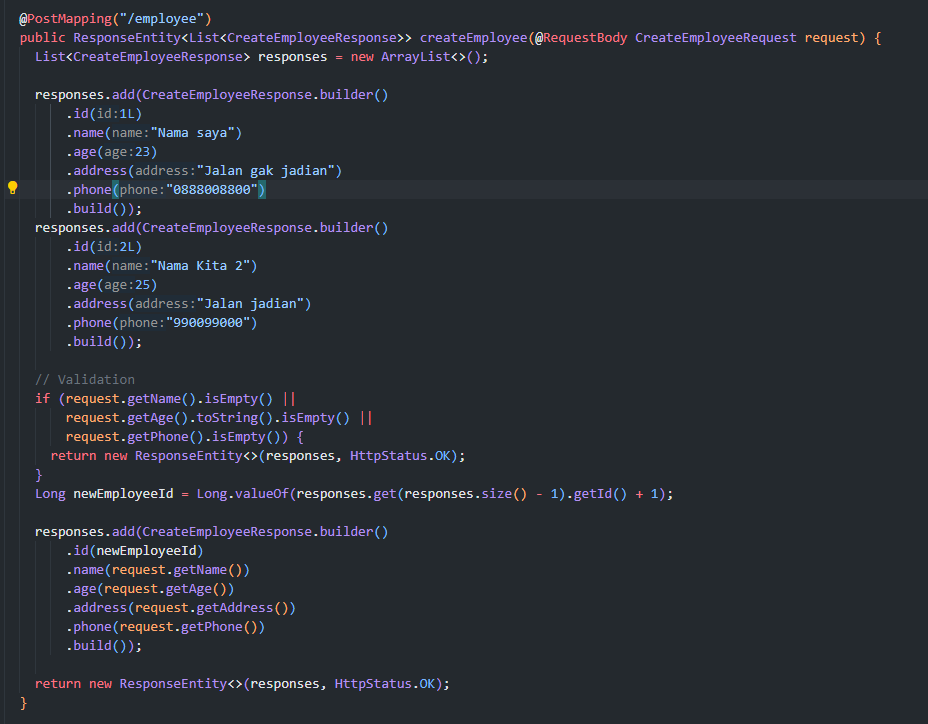 @PostMapping("/employee")
public ResponseEntity<List<CreateEmployeeResponse>> createEmployee(@RequestBody CreateEmployeeRequest request) {
List<CreateEmployeeResponse> responses = new ArrayList<>();
responses.add(CreateEmployeeResponse.builder()
.id(id:1L)
.name(name:"Nama saya")
.age(age:23)
.address(address:"Jalan gak jadian")
.phone(phone:"0888008800")
.build());
responses.add(CreateEmployeeResponse.builder()
.id(id:2L)
.name(name:"Nama Kita 2")
.age(age:25)
.address(address:"Jalan jadian")
.phone(phone:"990099000")
.build());
// Validation
if (request.getName().isEmpty() ||
request.getAge().toString().isEmpty() ||
request.getPhone().isEmpty()) {
return new ResponseEntity<>(responses, HttpStatus.OK);
}
Long newEmployeeId = Long.valueOf(responses.get(responses.size() - 1).getId() + 1);
responses.add(CreateEmployeeResponse.builder()
.id(newEmployeeId)
.name(request.getName())
.age(request.getAge())
.address(request.getAddress())
.phone(request.getPhone())
.build());
return new ResponseEntity<>(responses, HttpStatus.OK);
}